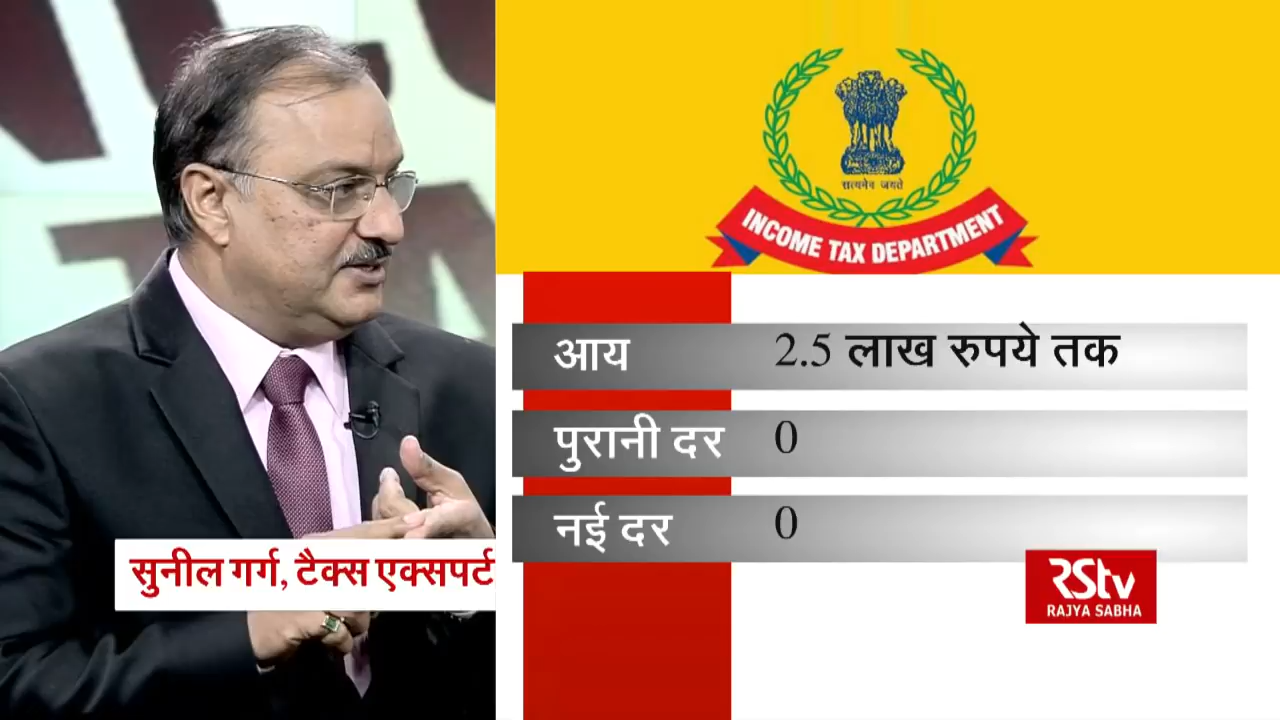 सत्यमेव जयते
INCOME TAX DEPARTMENT
आय 2.5 लाख रुपये तक
पुरानी दर 0
नई दर 0
सुनील गर्ग, टैक्स एक्सपर्ट
RStv
RAJYA SABHA